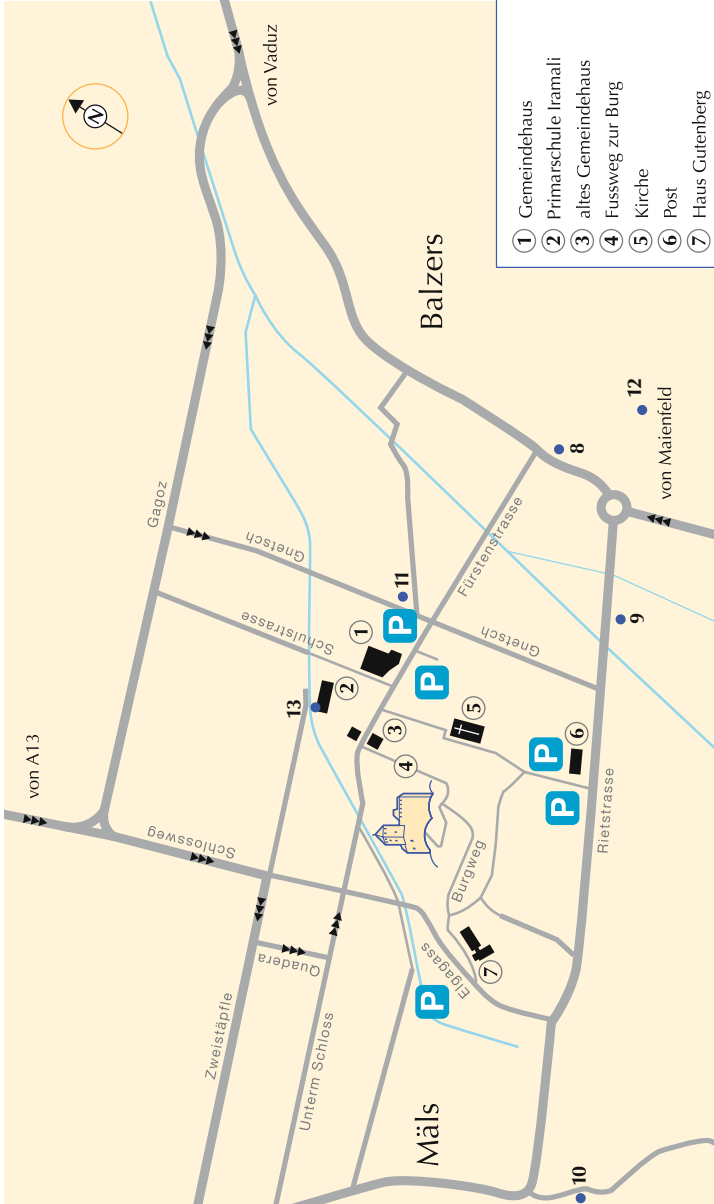 von A13
von Vaduz
N
Gagoz
Schlossweg
Zweistäpfle
Quadera
Unterm Schloss
Schulstrasse
Gnetsch
Fürstenstrasse
Gnetsch
Elgagass
Burgweg
Rietstrasse
Mäls
Balzers
von Maienfeld
1
2
3
4
5
6
7
8
9
10
11
12
13
P
P
P
P
P
1 Gemeindehaus
2 Primarschule Iramali
3 altes Gemeindehaus
4 Fussweg zur Burg
5 Kirche
6 Post
7 Haus Gutenberg